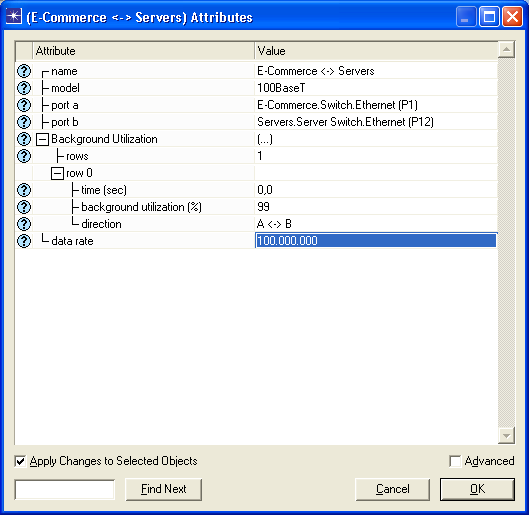 (E-Commerce <-> Servers) Attributes
Attribute Value
name E-Commerce <-> Servers
model 100BaseT
port a E-Commerce.Switch.Ethernet (P1)
port b Servers.Server Switch.Ethernet (P12)
Background Utilization (...)
rows 1
row 0
time (sec) 0,0
background utilization (%) 99
direction A <-> B
data rate 100.000.000
Apply Changes to Selected Objects Advanced
Find Next Cancel OK